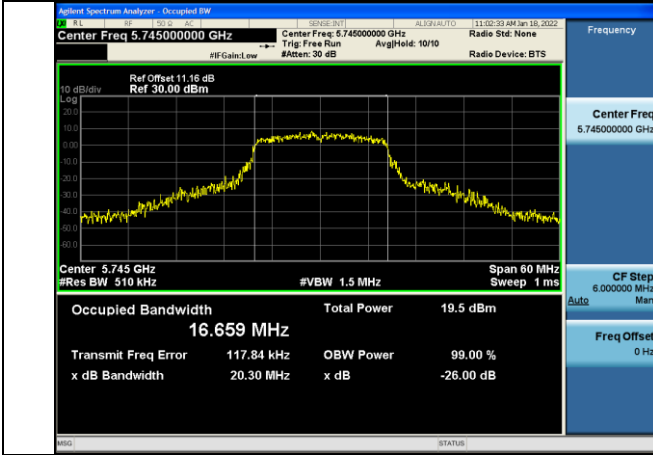 Agilent Spectrum Analyzer - Occupied BW
RL RF 50 Ω AC SENSE:INT ALIGNAUTO 11:02:33 AM Jan 18, 2022
Center Freq 5.745000000 GHz
Center Freq: 5.745000000 GHz
Radio Std: None
Trig: Free Run Avg|Hold: 10/10
#IFGain:Low
#Atten: 30 dB
Radio Device: BTS
Frequency
Ref Offset 11.16 dB
10 dB/div Ref 30.00 dBm
Log
20.0
10.0
0.00
-10.0
-20.0
-30.0
-40.0
-50.0
-60.0
Center Freq
5.745000000 GHz
Center 5.745 GHz Span 60 MHz
#Res BW 510 kHz #VBW 1.5 MHz Sweep 1 ms
CF Step
6.000000 MHz
Auto Man
Occupied Bandwidth Total Power 19.5 dBm
16.659 MHz
Transmit Freq Error 117.84 kHz OBW Power 99.00 %
x dB Bandwidth 20.30 MHz x dB -26.00 dB
Freq Offset
0 Hz
MSG STATUS